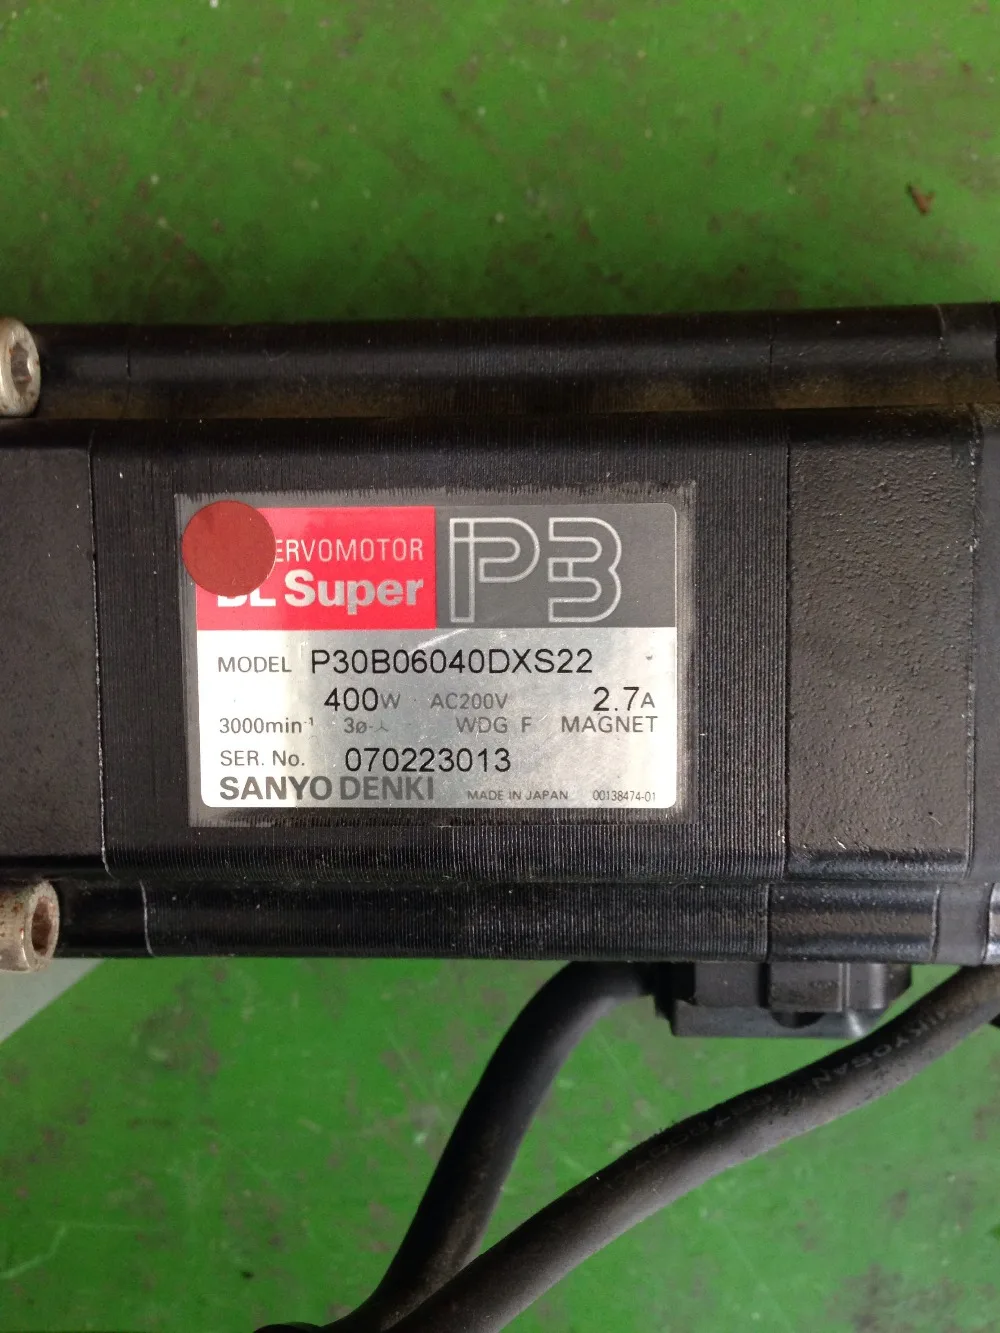 ERVOMOTOR
BL Super
P3
MODEL P30B06040DXS22
400W AC200V 2.7A
3000min⁻¹ 3ø-⅄ WDG F MAGNET
SER. No. 070223013
SANYO DENKI MADE IN JAPAN 00138474-01